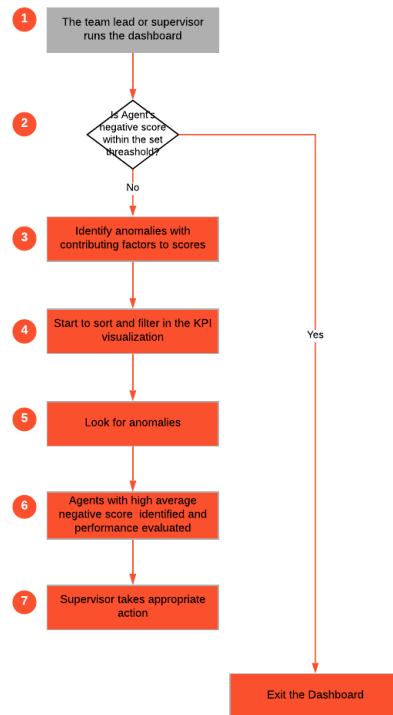 1
The team lead or supervisor
runs the dashboard
2
Is Agent's
negative score
within the set
threashold?
No
3
Identify anomalies with
contributing factors to scores
4
Start to sort and filter in the KPI
visualization
Yes
5
Look for anomalies
6
Agents with high average
negative score identified and
performance evaluated
7
Supervisor takes appropriate
action
Exit the Dashboard